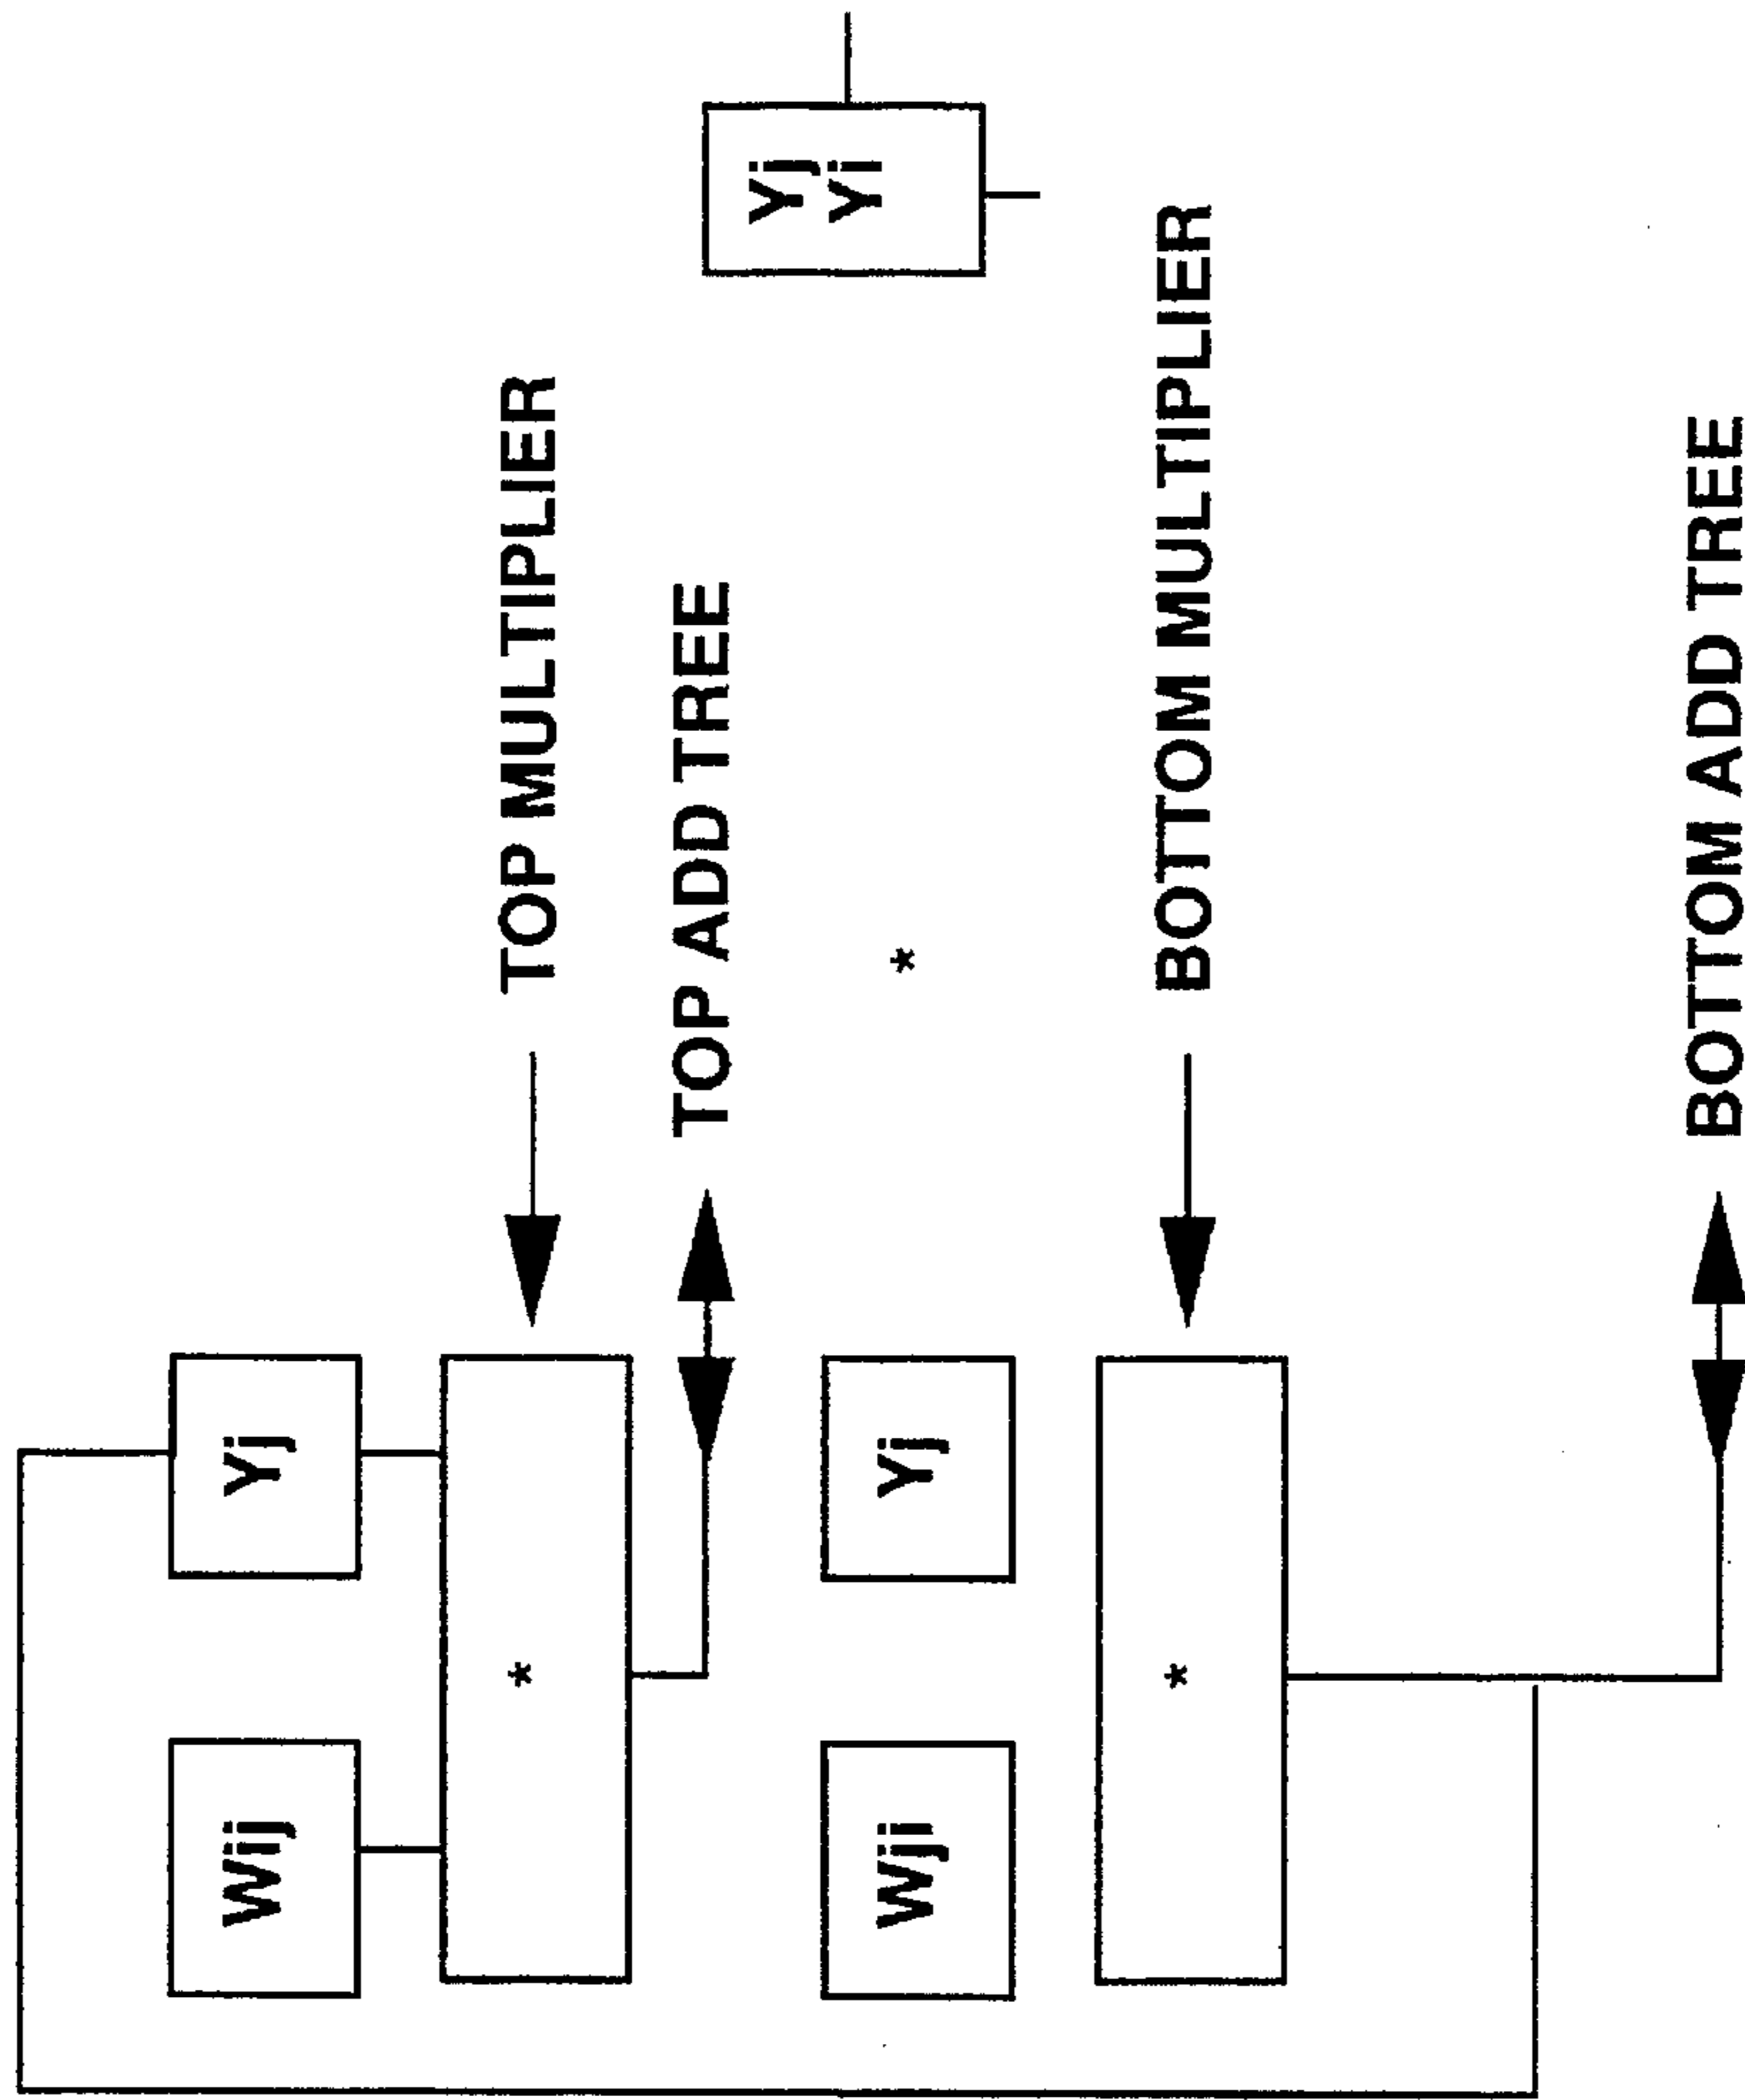 Wij Yj
* TOP MULTIPLIER
TOP ADD TREE
Yj
Yi
Wji Yj *
* BOTTOM MULTIPLIER
BOTTOM ADD TREE